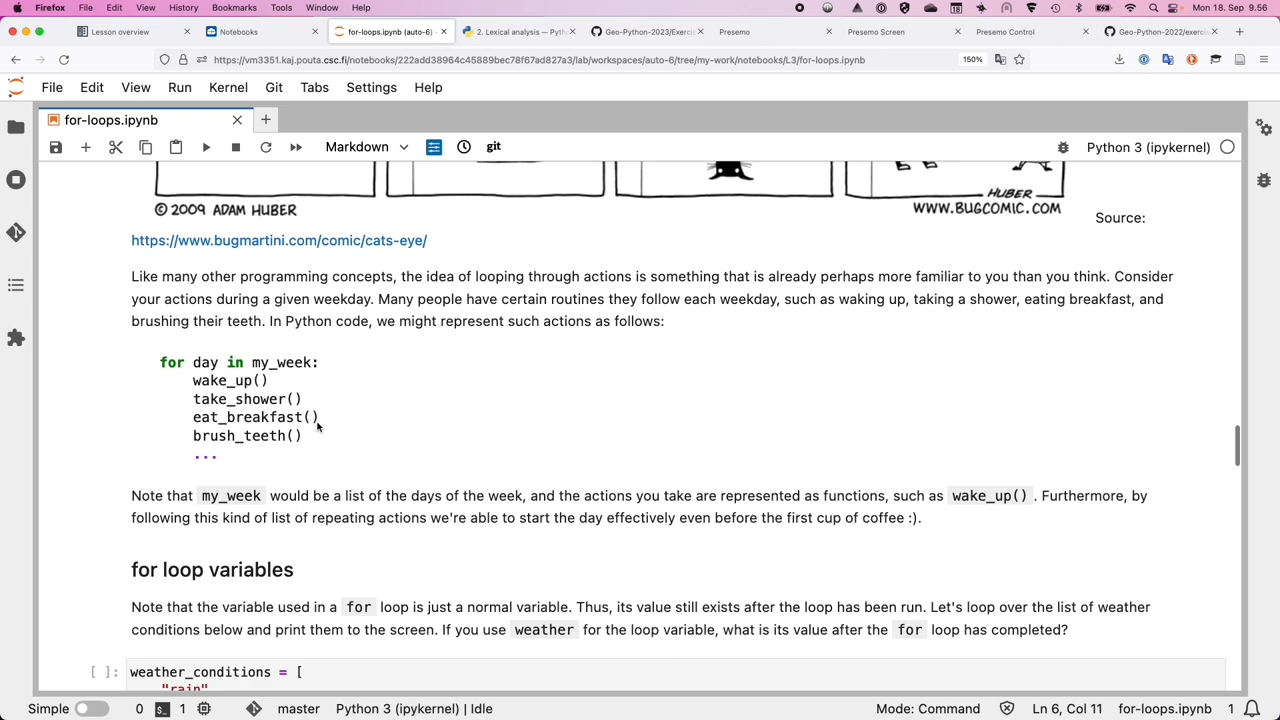 Firefox File Edit View History Bookmarks Tools Window Help Mon 18. Sep 9.56
Lesson overview Notebooks for-loops.ipynb (auto-6) - 2. Lexical analysis — Pyth Geo-Python-2023/Exerci Presemo Presemo Screen Presemo Control Geo-Python-2022/exercis
https://vm3351.kaj.pouta.csc.fi/notebooks/222add38964c45889bec78f67ad827a3/lab/workspaces/auto-6/tree/my-work/notebooks/L3/for-loops.ipynb 150%
File Edit View Run Kernel Git Tabs Settings Help
for-loops.ipynb
Markdown git Python 3 (ipykernel)
HUBER
© 2009 ADAM HUBER WWW.BUGCOMIC.COM Source:
https://www.bugmartini.com/comic/cats-eye/
Like many other programming concepts, the idea of looping through actions is something that is already perhaps more familiar to you than you think. Consider
your actions during a given weekday. Many people have certain routines they follow each weekday, such as waking up, taking a shower, eating breakfast, and
brushing their teeth. In Python code, we might represent such actions as follows:
for day in my_week:
wake_up()
take_shower()
eat_breakfast()
brush_teeth()
...
Note that my_week would be a list of the days of the week, and the actions you take are represented as functions, such as wake_up() . Furthermore, by
following this kind of list of repeating actions we're able to start the day effectively even before the first cup of coffee :).
for loop variables
Note that the variable used in a for loop is just a normal variable. Thus, its value still exists after the loop has been run. Let's loop over the list of weather
conditions below and print them to the screen. If you use weather for the loop variable, what is its value after the for loop has completed?
[ ]: weather_conditions = [
"rain"
Simple 0 1 master Python 3 (ipykernel) | Idle Mode: Command Ln 6, Col 11 for-loops.ipynb 1